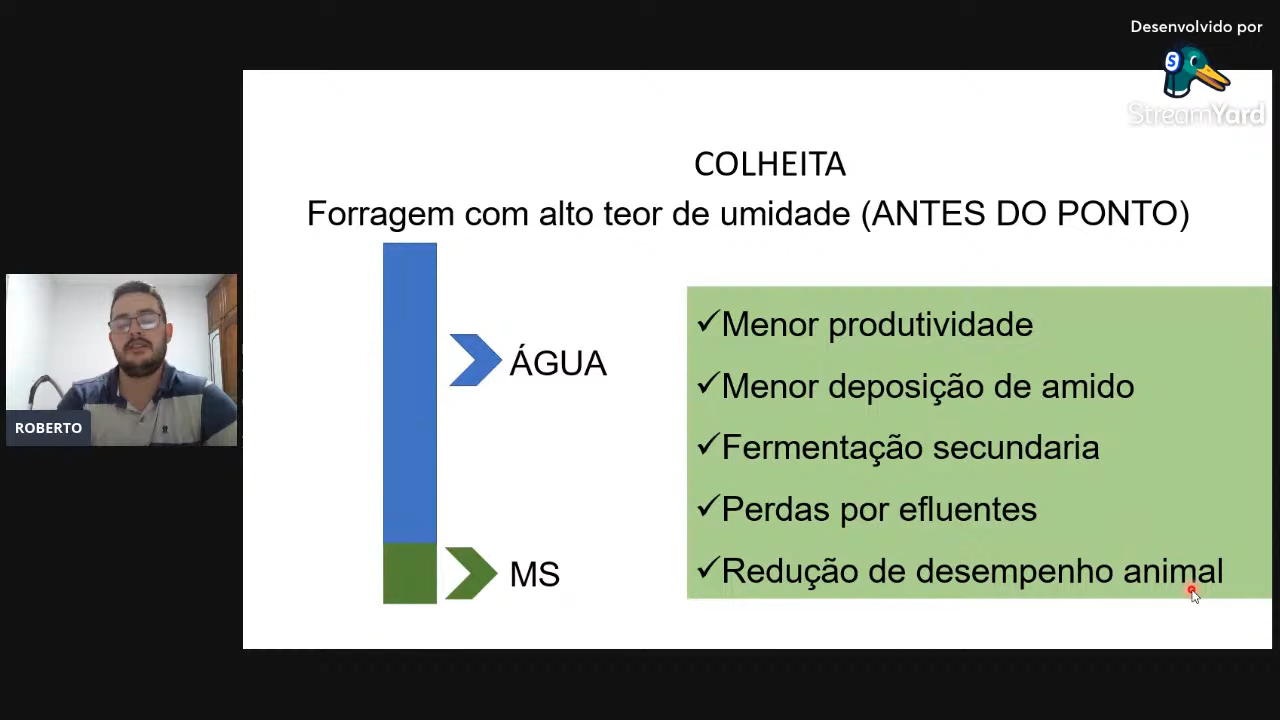 Desenvolvido por
StreamYard
COLHEITA
Forragem com alto teor de umidade (ANTES DO PONTO)
ÁGUA
MS
✓Menor produtividade
✓Menor deposição de amido
✓Fermentação secundaria
✓Perdas por efluentes
✓Redução de desempenho animal
ROBERTO